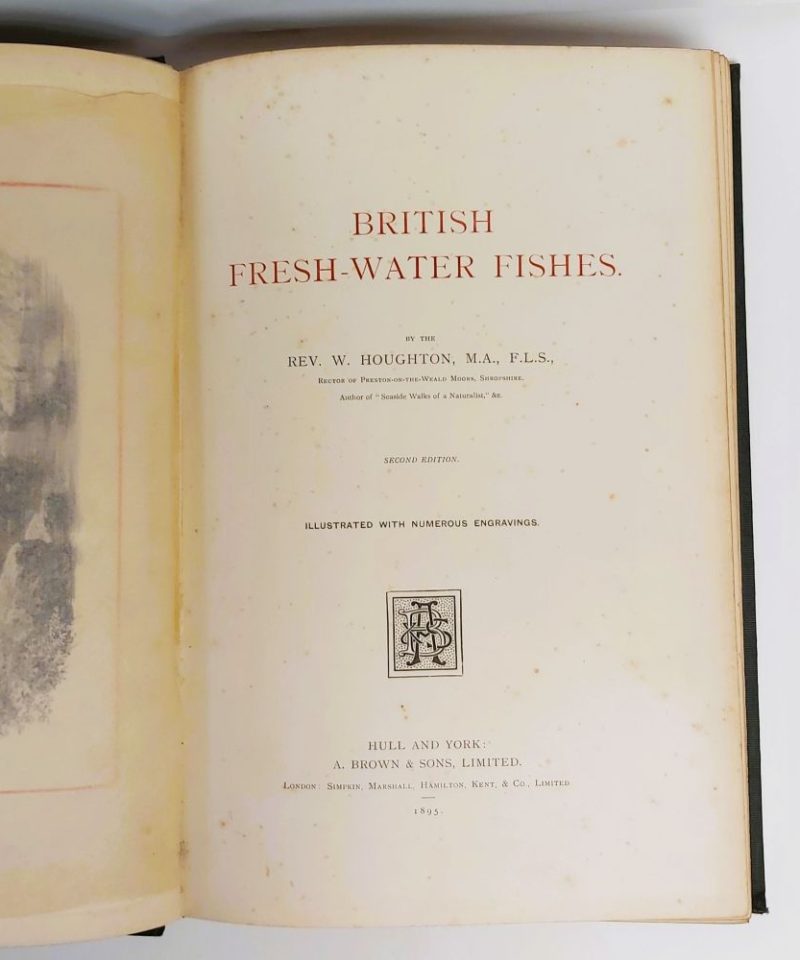 BRITISH
FRESH-WATER FISHES.
BY THE
REV. W. HOUGHTON, M.A., F.L.S.,
RECTOR OF PRESTON-ON-THE-WEALD MOORS, SHROPSHIRE.
Author of "Seaside Walks of a Naturalist," &c.
SECOND EDITION.
ILLUSTRATED WITH NUMEROUS ENGRAVINGS.
HULL AND YORK:
A. BROWN & SONS, LIMITED.
LONDON: SIMPKIN, MARSHALL, HAMILTON, KENT, & CO., LIMITED
1895.